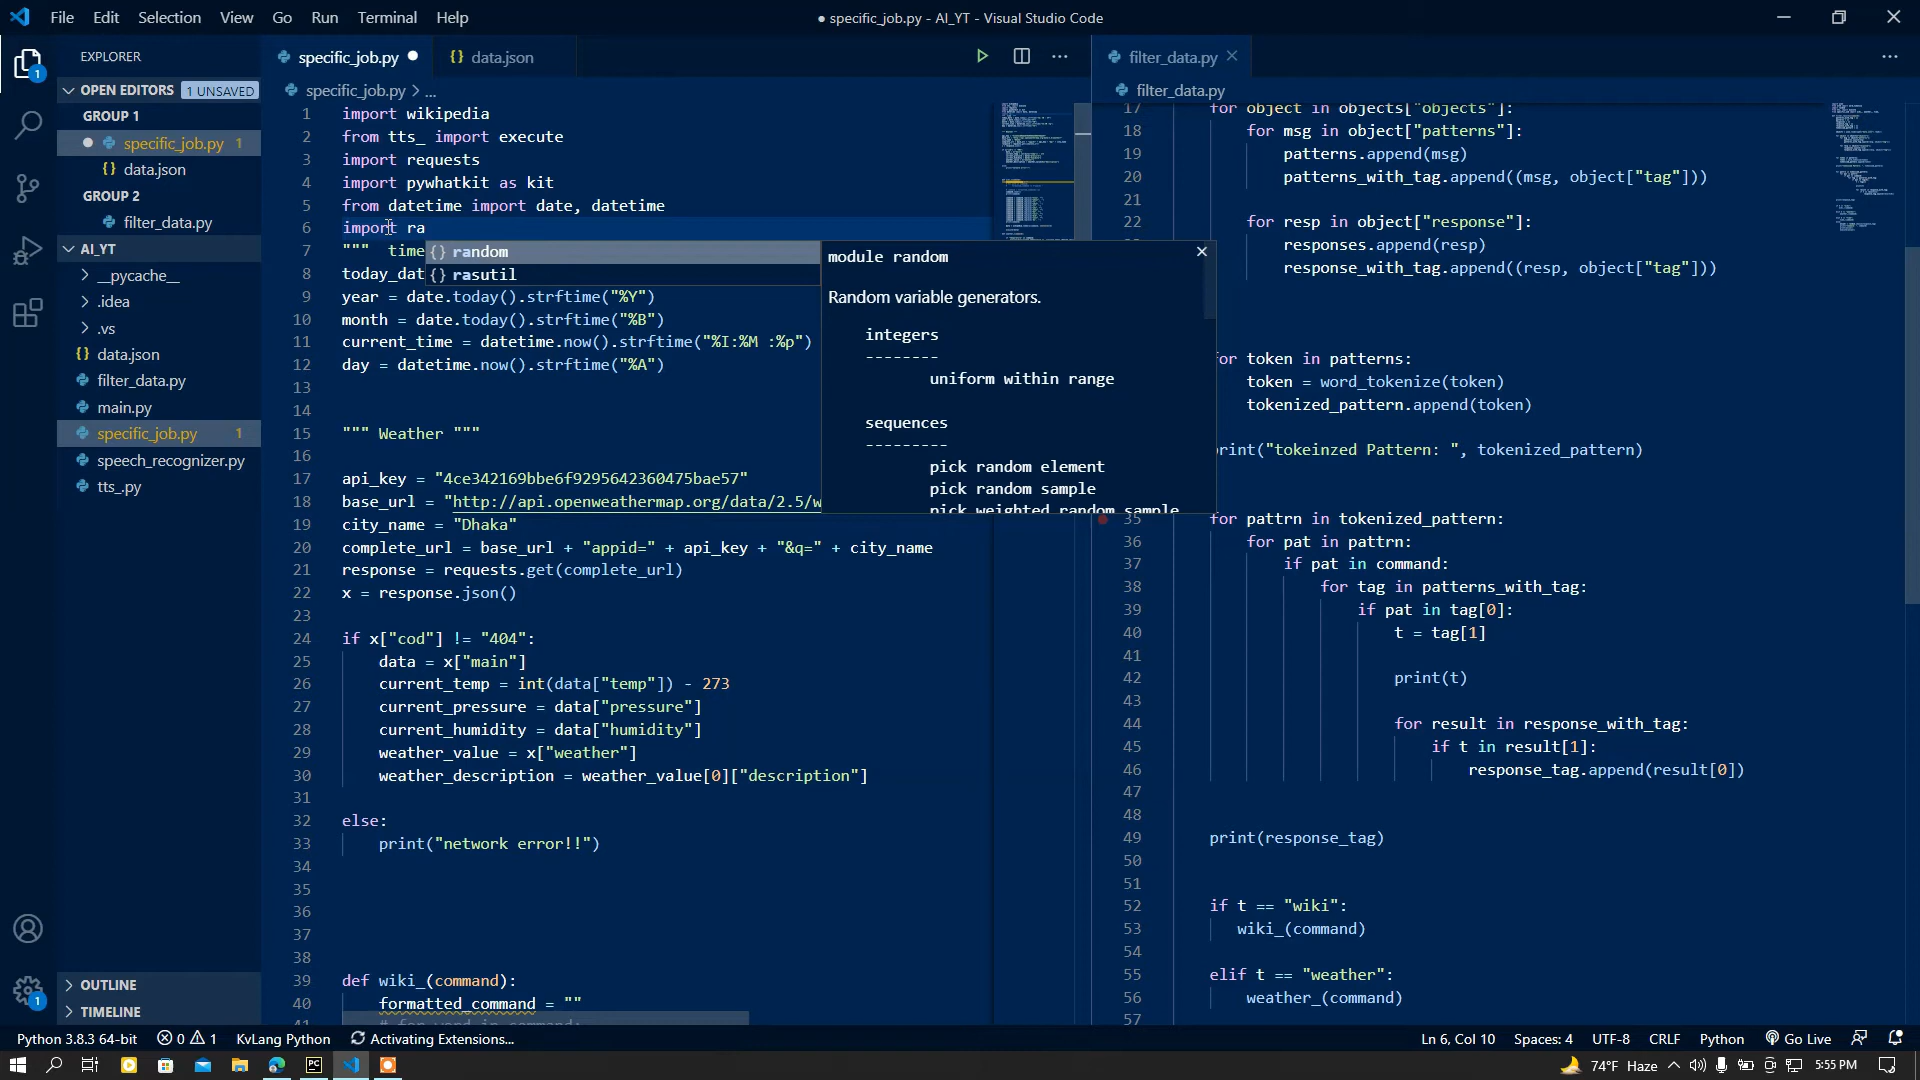 File Edit Selection View Go Run Terminal Help
● specific_job.py - AI_YT - Visual Studio Code
EXPLORER
OPEN EDITORS 1 UNSAVED
GROUP 1
specific_job.py 1
data.json
GROUP 2
filter_data.py
AI_YT
__pycache__
.idea
.vs
data.json
filter_data.py
main.py
specific_job.py 1
speech_recognizer.py
tts_.py
OUTLINE
TIMELINE
1
1
specific_job.py ●
data.json
specific_job.py > ...
1 import wikipedia
2 from tts_ import execute
3 import requests
4 import pywhatkit as kit
5 from datetime import date, datetime
6 import ra
7 """ time
8 today_dat
9 year = date.today().strftime("%Y")
10 month = date.today().strftime("%B")
11 current_time = datetime.now().strftime("%I:%M :%p")
12 day = datetime.now().strftime("%A")
13
14
15 """ Weather """
16
17 api_key = "4ce342169bbe6f9295642360475bae57"
18 base_url = "http://api.openweathermap.org/data/2.5/w
19 city_name = "Dhaka"
20 complete_url = base_url + "appid=" + api_key + "&q=" + city_name
21 response = requests.get(complete_url)
22 x = response.json()
23
24 if x["cod"] != "404":
25 data = x["main"]
26 current_temp = int(data["temp"]) - 273
27 current_pressure = data["pressure"]
28 current_humidity = data["humidity"]
29 weather_value = x["weather"]
30 weather_description = weather_value[0]["description"]
31
32 else:
33 print("network error!!")
34
35
36
37
38
39 def wiki_(command):
40 formatted_command = ""
41 # for word in command:
{} random
{} rasutil
module random
Random variable generators.
integers
--------
uniform within range
sequences
---------
pick random element
pick random sample
pick weighted random sample
filter_data.py
filter_data.py
17 for object in objects["objects"]:
18 for msg in object["patterns"]:
19 patterns.append(msg)
20 patterns_with_tag.append((msg, object["tag"]))
21
22 for resp in object["response"]:
responses.append(resp)
response_with_tag.append((resp, object["tag"]))
for token in patterns:
token = word_tokenize(token)
tokenized_pattern.append(token)
print("tokeinzed Pattern: ", tokenized_pattern)
35 for pattrn in tokenized_pattern:
36 for pat in pattrn:
37 if pat in command:
38 for tag in patterns_with_tag:
39 if pat in tag[0]:
40 t = tag[1]
41
42 print(t)
43
44 for result in response_with_tag:
45 if t in result[1]:
46 response_tag.append(result[0])
47
48
49 print(response_tag)
50
51
52 if t == "wiki":
53 wiki_(command)
54
55 elif t == "weather":
56 weather_(command)
57
Python 3.8.3 64-bit 0 1 KvLang Python Activating Extensions... Ln 6, Col 10 Spaces: 4 UTF-8 CRLF Python Go Live
PC 74°F Haze 5:55 PM